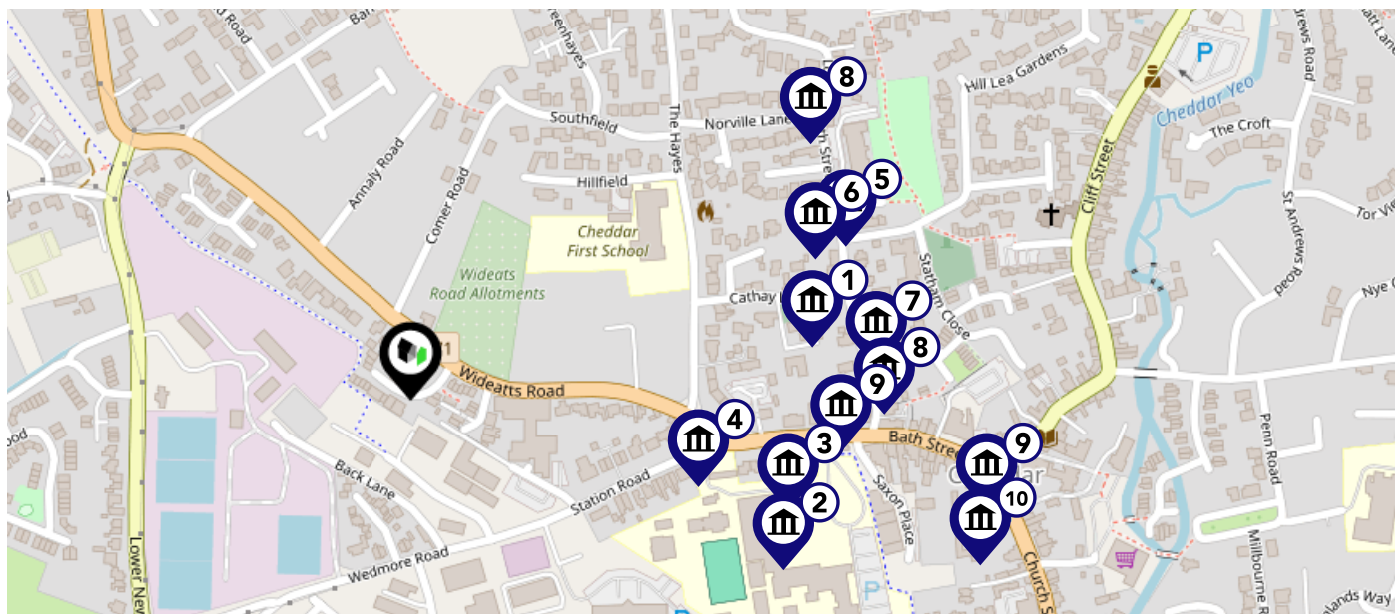 Greenhayes
Hill Lea Gardens
P
8
Cheddar Yeo
The Croft
Southfield
Norville Lane
The Hayes
Cliff Street
Annaly Road
Hillfield
5
6
Comer Road
Cheddar
First School
St Andrews Road
Wideats
Road Allotments
Statham Close
1
Cathay
7
Wideatts Road
8
9
4
Bath Street
3
9
Penn Road
Back Lane
Station Road
Saxon Place
10
2
Wedmore Road
P
Lower New
Church S
Millbourne R